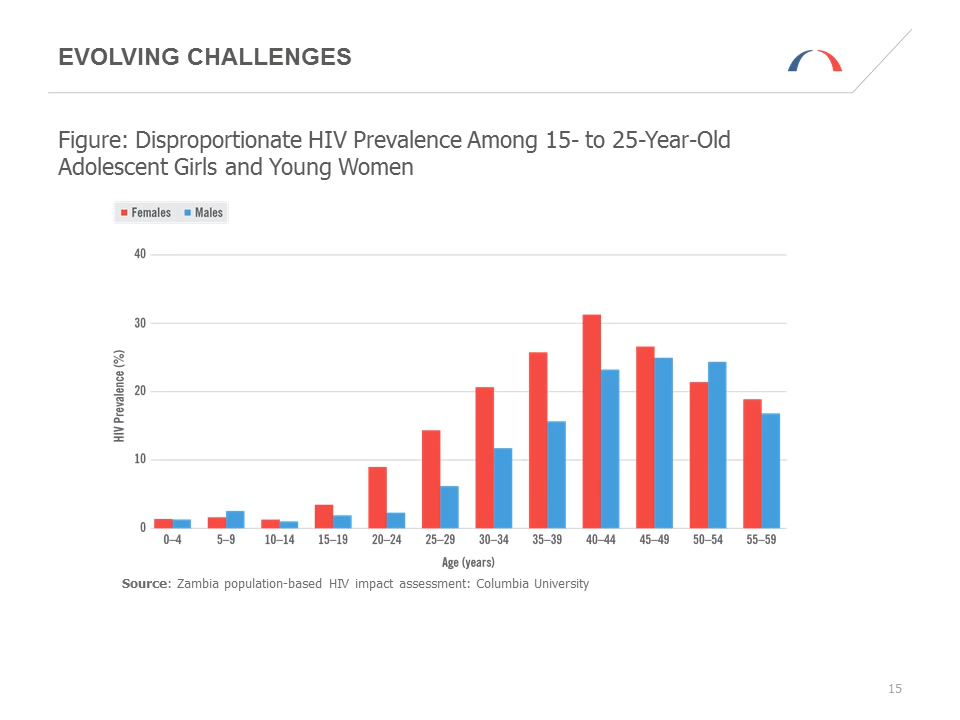 EVOLVING CHALLENGES
Figure: Disproportionate HIV Prevalence Among 15- to 25-Year-Old
Adolescent Girls and Young Women
Females Males
40
30
20
10
0
HIV Prevalence (%)
0–4 5–9 10–14 15–19 20–24 25–29 30–34 35–39 40–44 45–49 50–54 55–59
Age (years)
Source: Zambia population-based HIV impact assessment: Columbia University
15